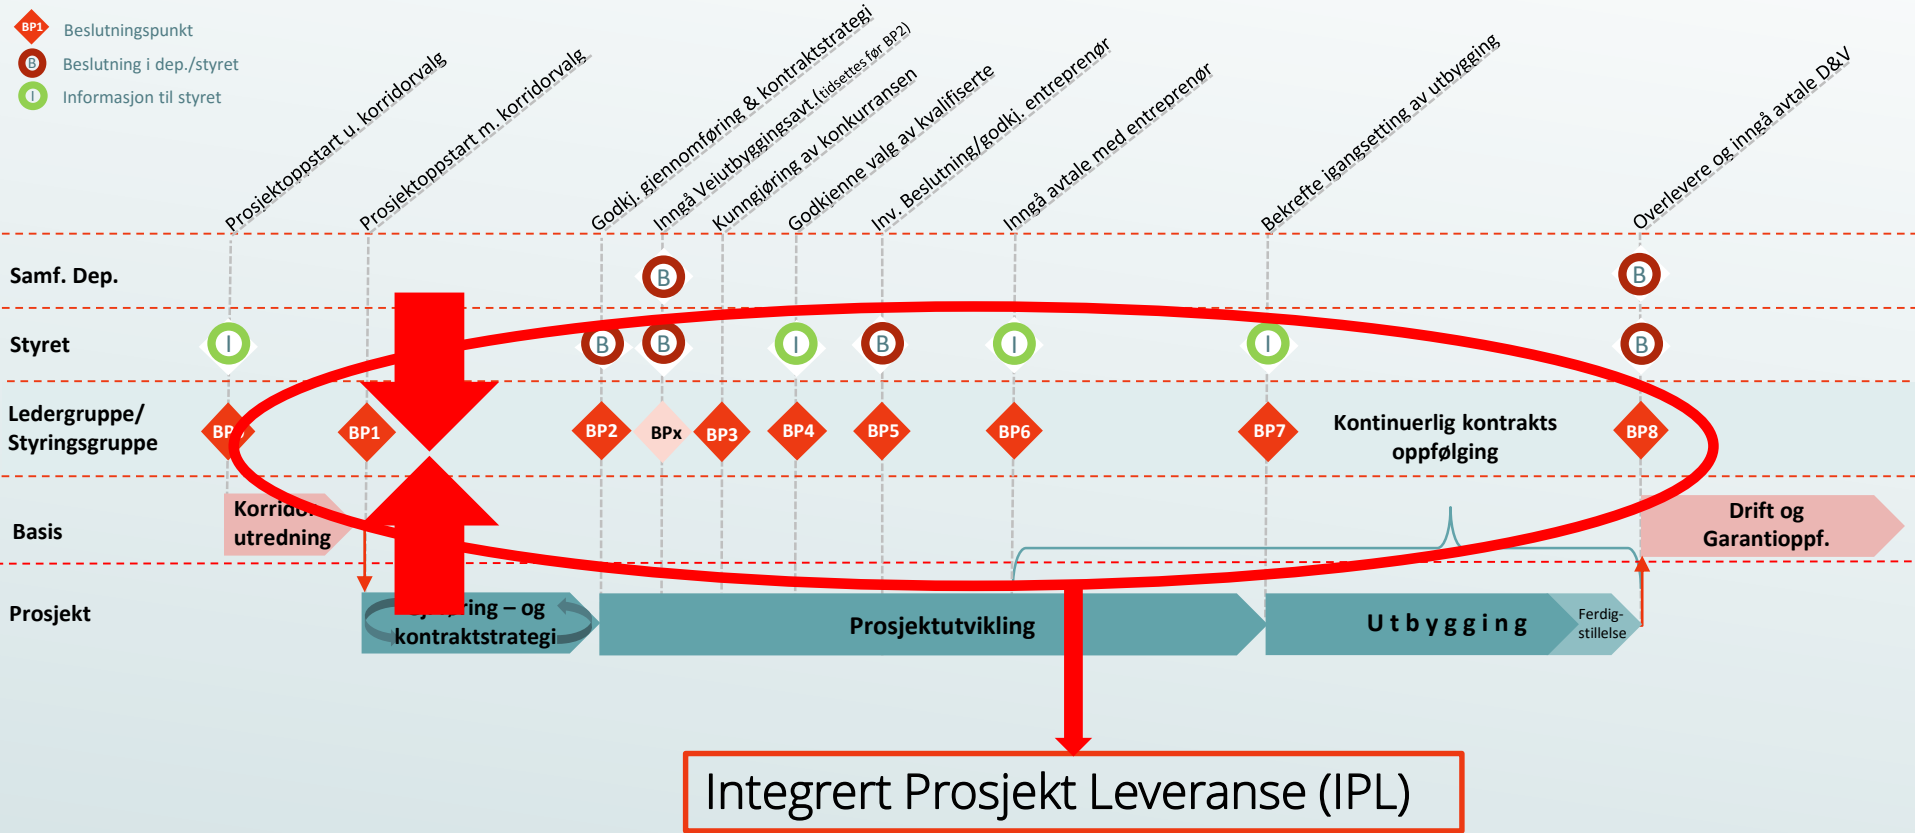 BP1 Beslutningspunkt
B Beslutning i dep./styret
I Informasjon til styret
Prosjektoppstart u. korridorvalg
Prosjektoppstart m. korridorvalg
Godkj. gjennomføring & kontraktstrategi
Inngå Veiutbyggingsavt.(tidsettes før BP2)
Kunngjøring av konkurransen
Godkjenne valg av kvalifiserte
Inv. Beslutning/godkj. entreprenør
Inngå avtale med entreprenør
Bekrefte igangsetting av utbygging
Overlevere og inngå avtale D&V
Samf. Dep.
B
B
Styret
I
B
B
I
B
I
I
B
Ledergruppe/
Styringsgruppe
BP
BP1
BP2
BPx
BP3
BP4
BP5
BP6
BP7
Kontinuerlig kontrakts
oppfølging
BP8
Basis
Korridor
utredning
Drift og
Garantioppf.
Prosjekt
ring – og
kontraktstrategi
Prosjektutvikling
Utbygging
Ferdig-
stillelse
Integrert Prosjekt Leveranse (IPL)